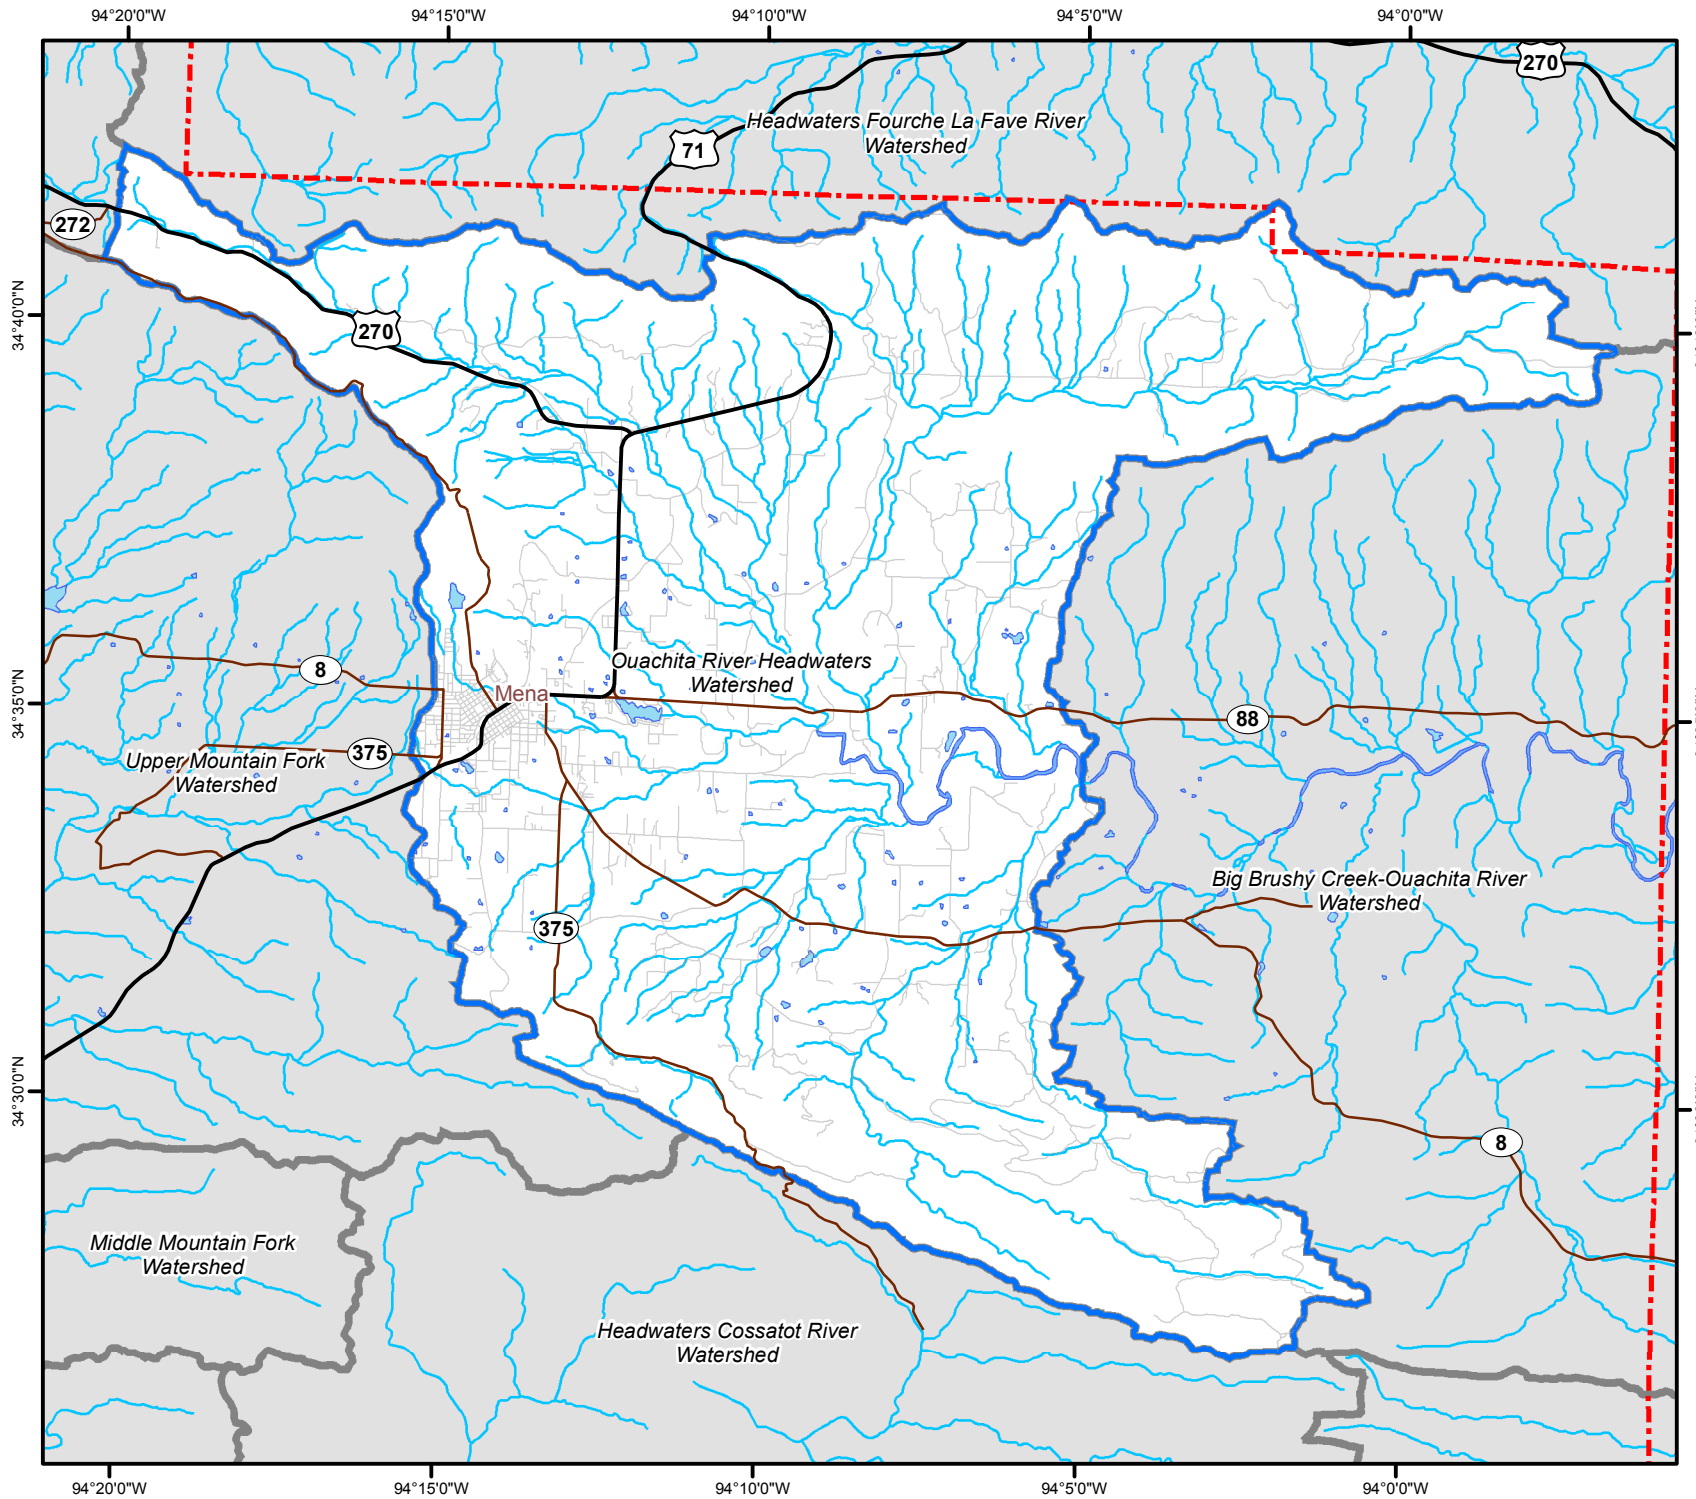 94°20'0"W
94°15'0"W
94°10'0"W
94°5'0"W
94°0'0"W
270
Headwaters Fourche La Fave River
Watershed
71
272
34°40'0"N
270
Ouachita River Headwaters
Watershed
8
Mena
34°35'0"N
88
375
Upper Mountain Fork
Watershed
Big Brushy Creek-Ouachita River
Watershed
375
34°30'0"N
8
Middle Mountain Fork
Watershed
Headwaters Cossatot River
Watershed
94°20'0"W
94°15'0"W
94°10'0"W
94°5'0"W
94°0'0"W